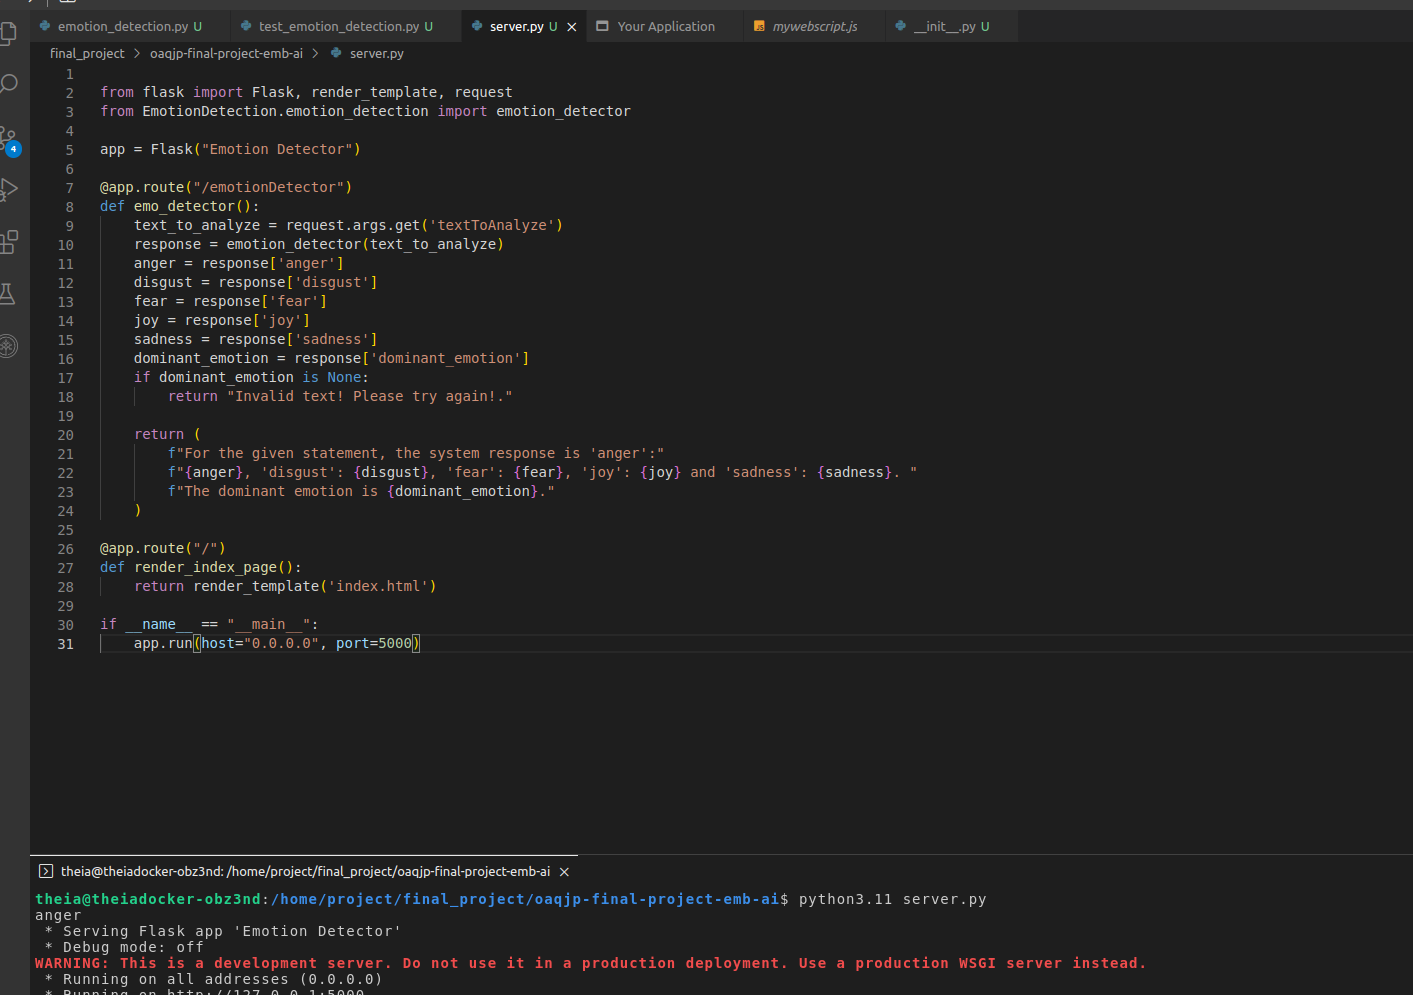 emotion_detection.py U test_emotion_detection.py U server.py U × Your Application JS mywebscript.js __init__.py U
final_project > oaqjp-final-project-emb-ai > server.py
4
1
2 from flask import Flask, render_template, request
3 from EmotionDetection.emotion_detection import emotion_detector
4
5 app = Flask("Emotion Detector")
6
7 @app.route("/emotionDetector")
8 def emo_detector():
9     text_to_analyze = request.args.get('textToAnalyze')
10     response = emotion_detector(text_to_analyze)
11     anger = response['anger']
12     disgust = response['disgust']
13     fear = response['fear']
14     joy = response['joy']
15     sadness = response['sadness']
16     dominant_emotion = response['dominant_emotion']
17     if dominant_emotion is None:
18         return "Invalid text! Please try again!."
19
20     return (
21         f"For the given statement, the system response is 'anger':"
22         f"{anger}, 'disgust': {disgust}, 'fear': {fear}, 'joy': {joy} and 'sadness': {sadness}. "
23         f"The dominant emotion is {dominant_emotion}."
24     )
25
26 @app.route("/")
27 def render_index_page():
28     return render_template('index.html')
29
30 if __name__ == "__main__":
31     app.run(host="0.0.0.0", port=5000)
theia@theiadocker-obz3nd: /home/project/final_project/oaqjp-final-project-emb-ai ×
theia@theiadocker-obz3nd:/home/project/final_project/oaqjp-final-project-emb-ai$ python3.11 server.py
anger
 * Serving Flask app 'Emotion Detector'
 * Debug mode: off
WARNING: This is a development server. Do not use it in a production deployment. Use a production WSGI server instead.
 * Running on all addresses (0.0.0.0)
 * Running on http://127.0.0.1:5000